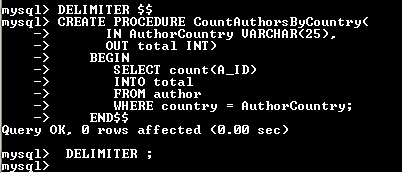 mysql> DELIMITER $$
mysql> CREATE PROCEDURE CountAuthorsByCountry(
    ->         IN AuthorCountry VARCHAR(25),
    ->         OUT total INT)
    ->     BEGIN
    ->         SELECT count(A_ID)
    ->         INTO total
    ->         FROM author
    ->         WHERE country = AuthorCountry;
    ->     END$$
Query OK, 0 rows affected (0.00 sec)
mysql>  DELIMITER ;
mysql>